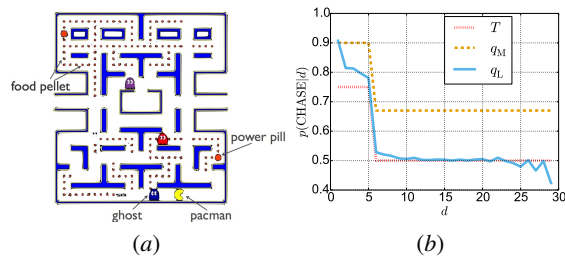 food pellet
power pill
ghost
pacman
(a)
1.0
0.9
0.8
0.7
0.6
0.5
0.4
p(CHASE|d)
T
q_M
q_L
0 5 10 15 20 25 30
d
(b)